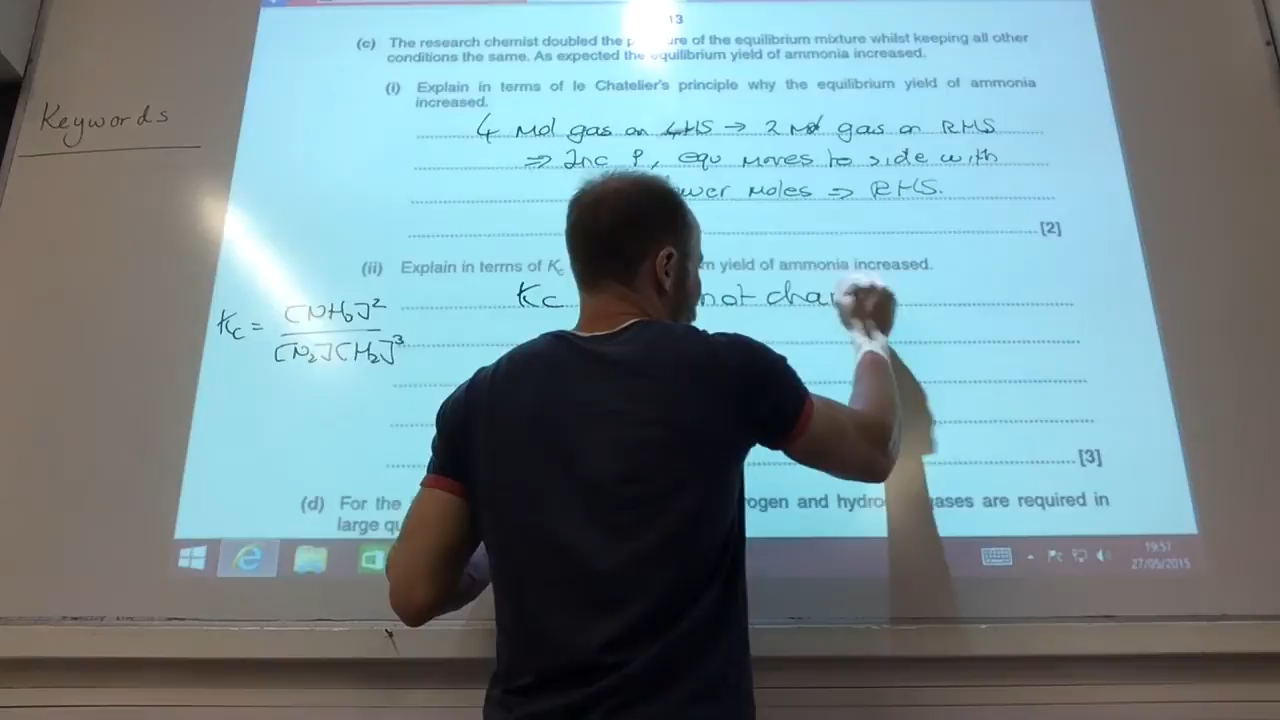 13
(c) The research chemist doubled the p ure of the equilibrium mixture whilst keeping all other
conditions the same. As expected the equilibrium yield of ammonia increased.
(i) Explain in terms of le Chatelier's principle why the equilibrium yield of ammonia
increased.
Keywords
4 Mol gas on LHS → 2 Mol gas on RHS
⇒ Inc P, equ moves to side with
wer moles ⇒ RHS.
[2]
(ii) Explain in terms of Kc m yield of ammonia increased.
Kc not cha
Kc = [NH3]²
[N2][H2]³
[3]
(d) For the ogen and hydro gases are required in
large qu
19:57
27/05/2015